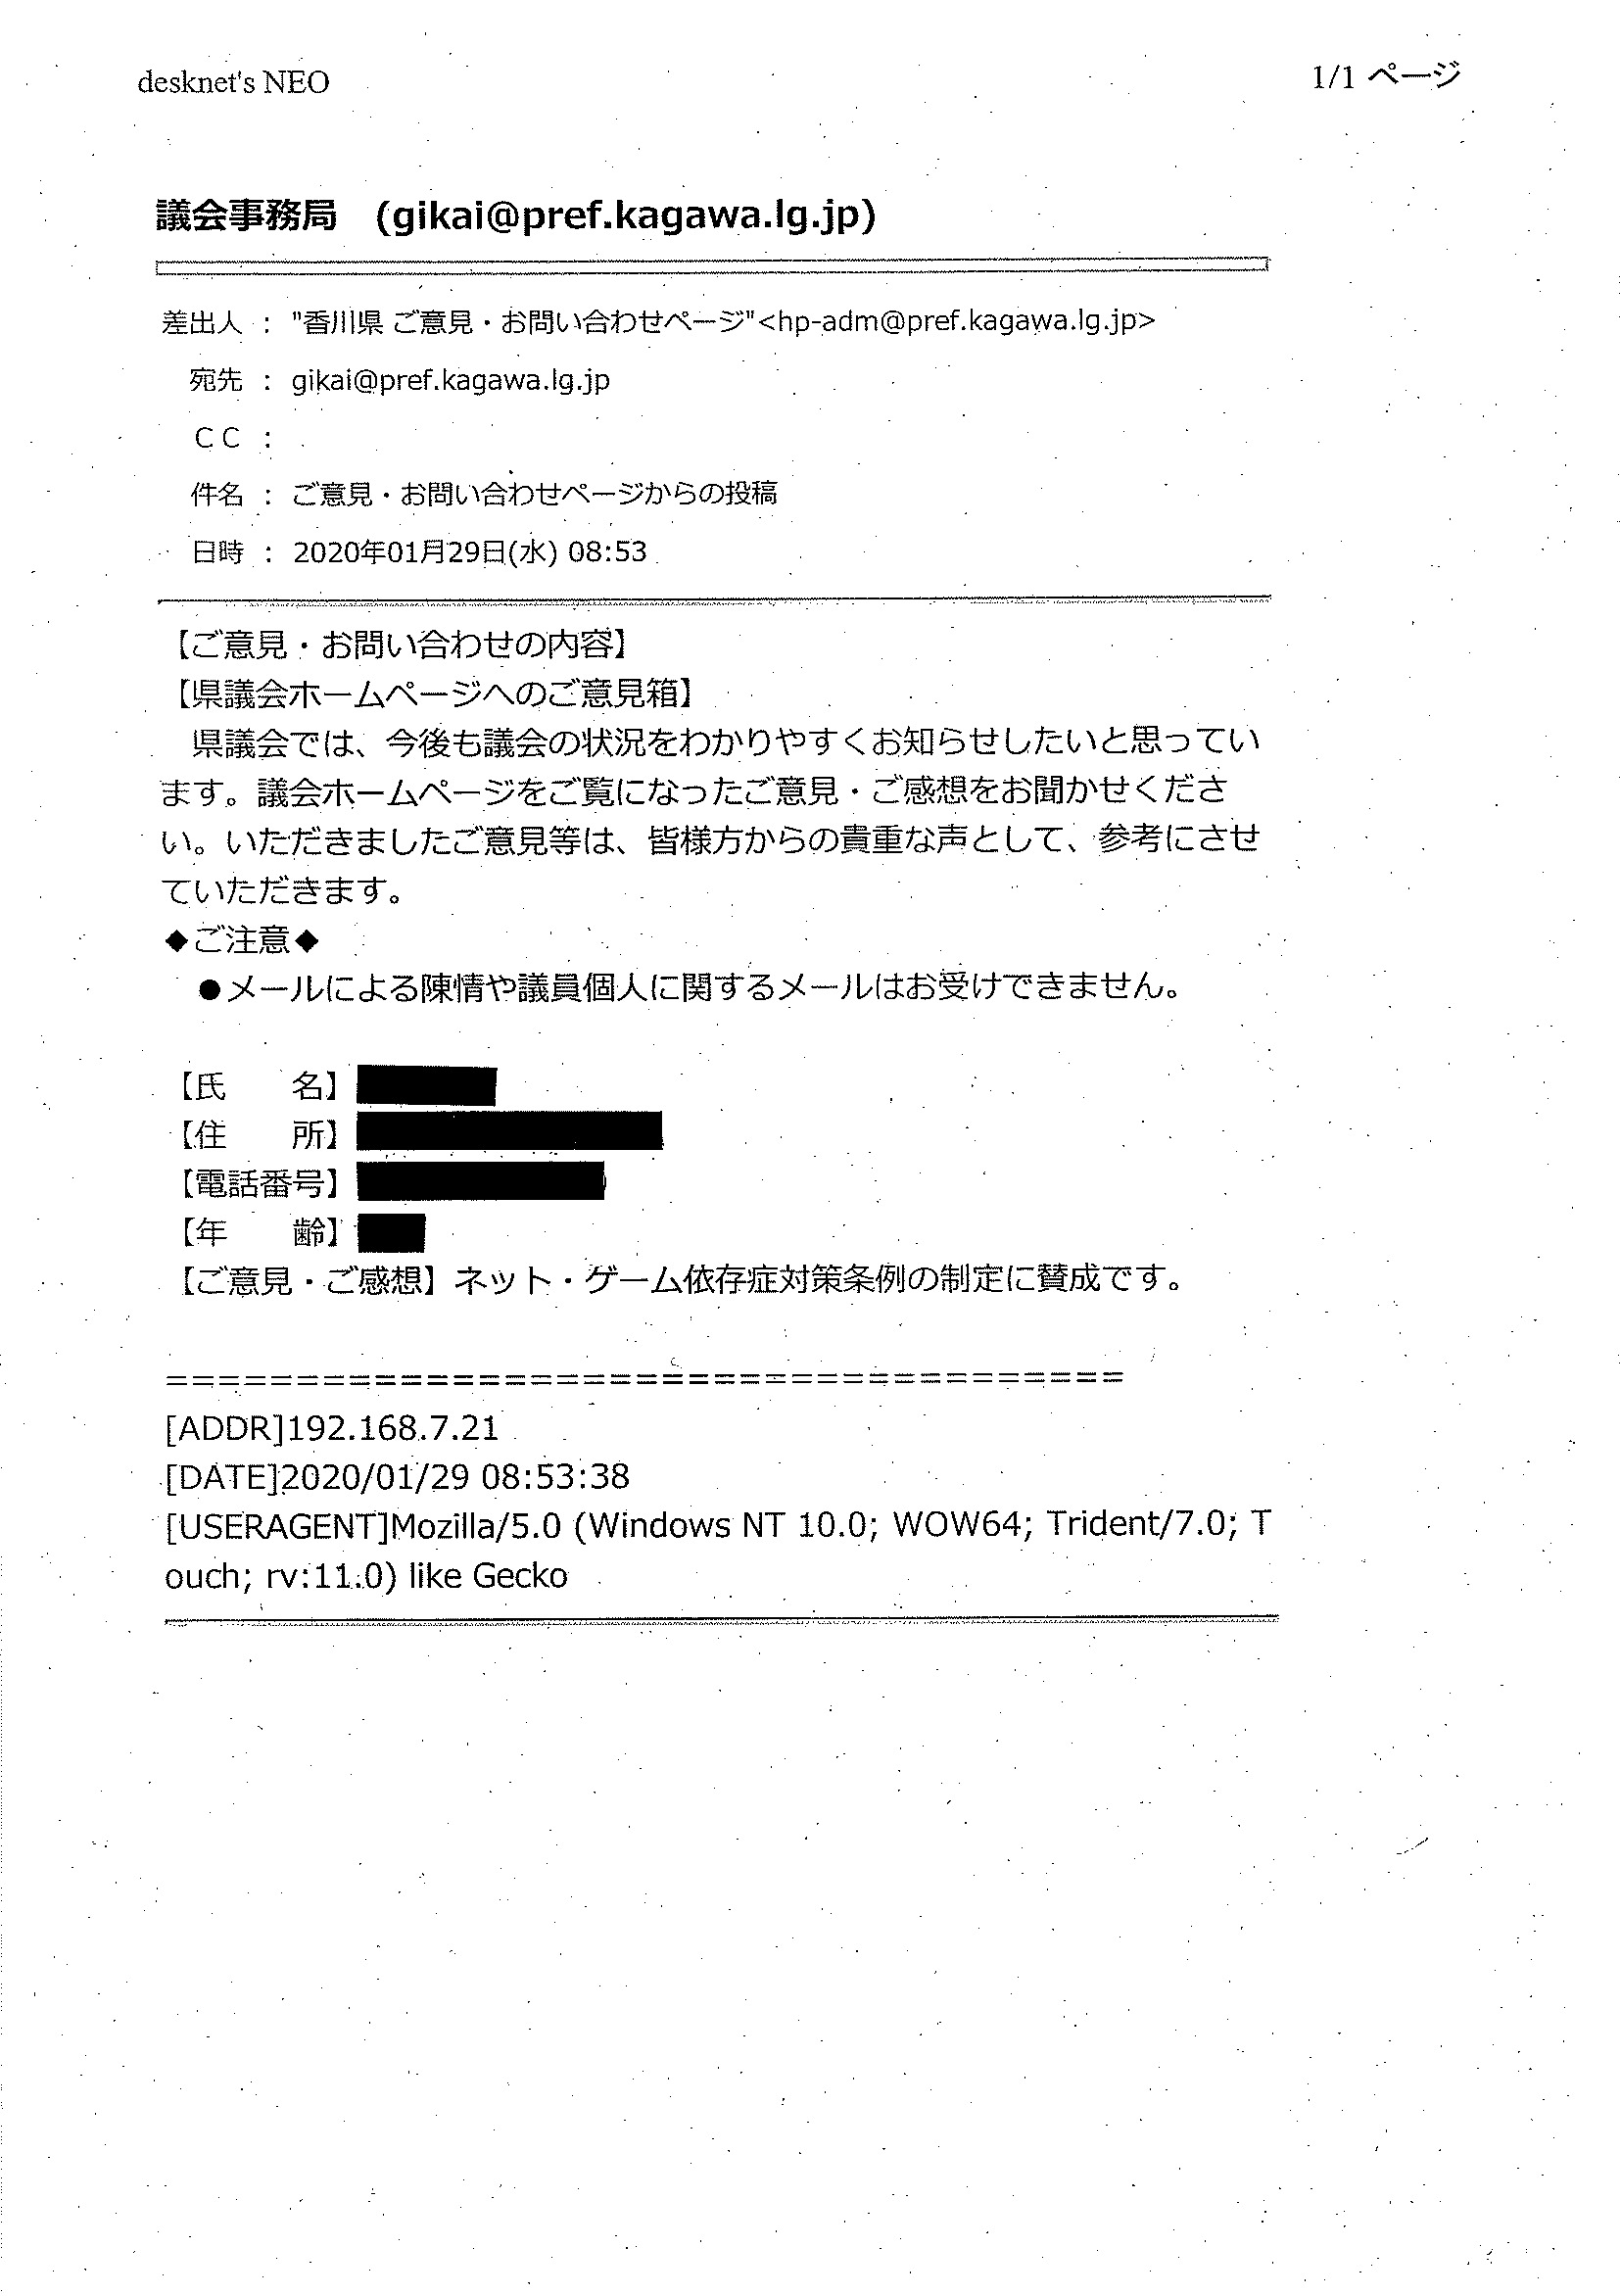 desknet's NEO
1/1 ページ
議会事務局 (gikai@pref.kagawa.lg.jp)
差出人 : "香川県 ご意見・お問い合わせページ"<hp-adm@pref.kagawa.lg.jp>
宛先 : gikai@pref.kagawa.lg.jp
CC :
件名 : ご意見・お問い合わせページからの投稿
日時 : 2020年01月29日(水) 08:53
【ご意見・お問い合わせの内容】
【県議会ホームページへのご意見箱】
　県議会では、今後も議会の状況をわかりやすくお知らせしたいと思ってい
ます。議会ホームページをご覧になったご意見・ご感想をお聞かせくださ
い。いただきましたご意見等は、皆様方からの貴重な声として、参考にさせ
ていただきます。
◆ご注意◆
●メールによる陳情や議員個人に関するメールはお受けできません。
【氏　　名】
【住　　所】
【電話番号】
【年　　齢】
【ご意見・ご感想】ネット・ゲーム依存症対策条例の制定に賛成です。
=====================================
[ADDR]192.168.7.21
[DATE]2020/01/29 08:53:38
[USERAGENT]Mozilla/5.0 (Windows NT 10.0; WOW64; Trident/7.0; T
ouch; rv:11.0) like Gecko